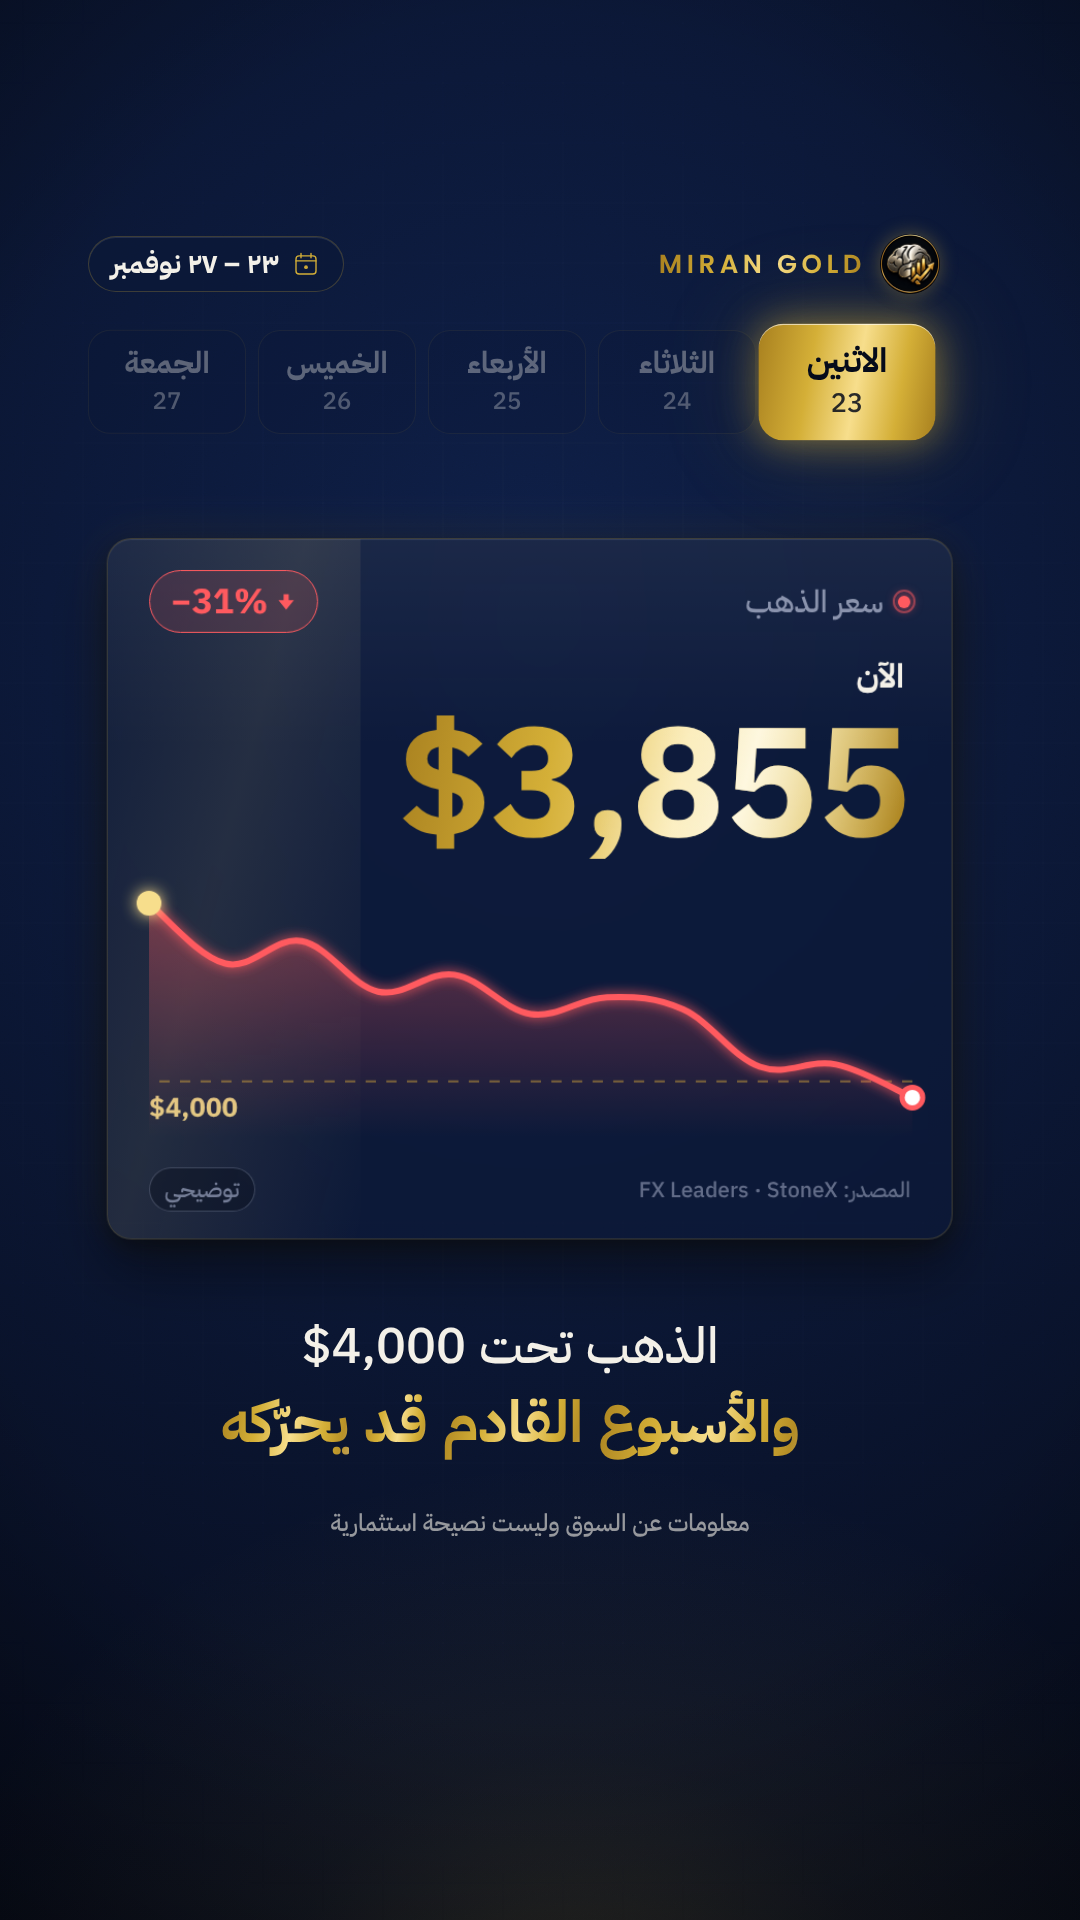 MIRAN GOLD
٢٣ – ٢٧ نوفمبر
الاثنين
23
الثلاثاء
24
الأربعاء
25
الخميس
26
الجمعة
27
سعر الذهب
−31%
الآن
$3,855
$4,000
المصدر: FX Leaders · StoneX
توضيحي
الذهب تحت 4,000$
والأسبوع القادم قد يحرّكه
معلومات عن السوق وليست نصيحة استثمارية